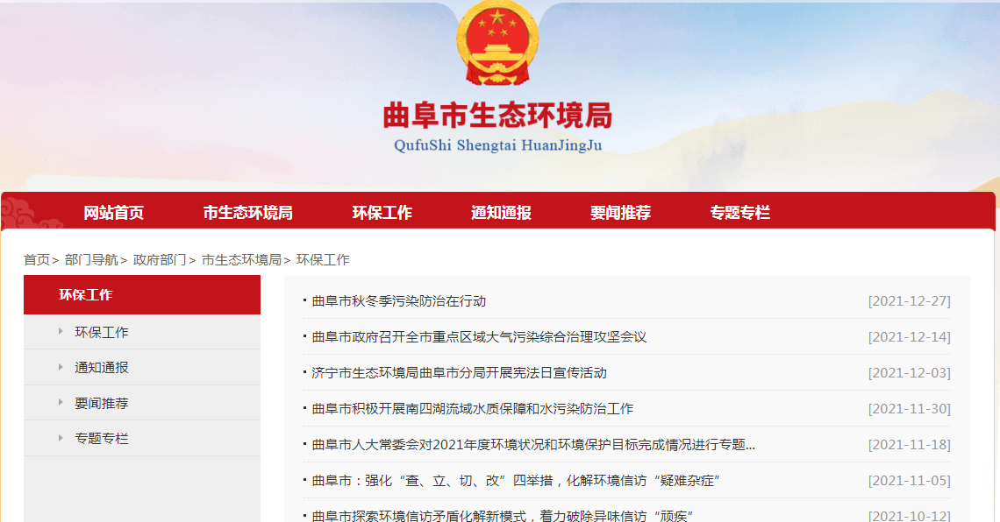 曲阜市生态环境局
QufuShi Shengtai HuanJingJu
网站首页 市生态环境局 环保工作 通知通报 要闻推荐 专题专栏
首页> 部门导航> 政府部门> 市生态环境局> 环保工作
环保工作
环保工作
通知通报
要闻推荐
专题专栏
曲阜市秋冬季污染防治在行动 [2021-12-27]
曲阜市政府召开全市重点区域大气污染综合治理攻坚会议 [2021-12-14]
济宁市生态环境局曲阜市分局开展宪法日宣传活动 [2021-12-03]
曲阜市积极开展南四湖流域水质保障和水污染防治工作 [2021-11-30]
曲阜市人大常委会对2021年度环境状况和环境保护目标完成情况进行专题... [2021-11-18]
曲阜市：强化“查、立、切、改”四举措，化解环境信访“疑难杂症” [2021-11-05]
曲阜市探索环境信访矛盾化解新模式，着力破除异味信访“顽疾” [2021-10-12]